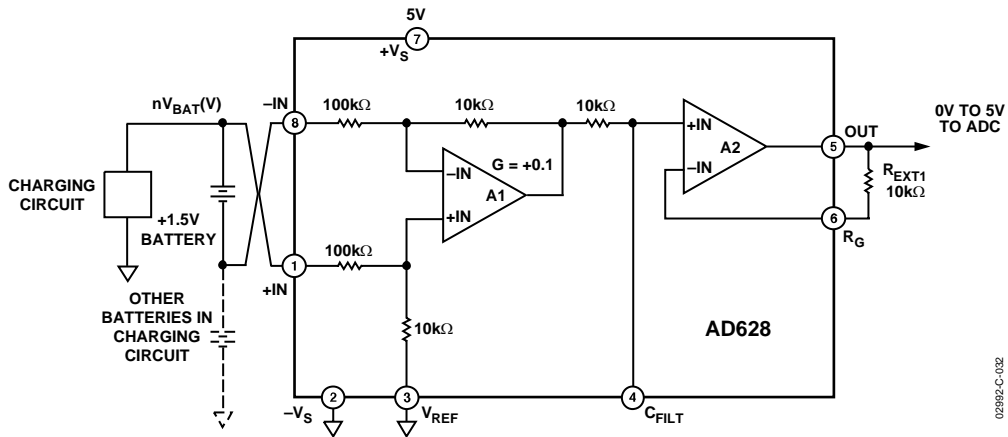 5V
7
+VS
nVBAT(V)
–IN
8
100kΩ
10kΩ
10kΩ
G = +0.1
–IN
A1
+IN
+IN
A2
–IN
OUT
5
0V TO 5V
TO ADC
REXT1
10kΩ
6
RG
CHARGING
CIRCUIT
+1.5V
BATTERY
1
+IN
100kΩ
10kΩ
OTHER
BATTERIES IN
CHARGING
CIRCUIT
AD628
2
–VS
3
VREF
4
CFILT
02992-C-032